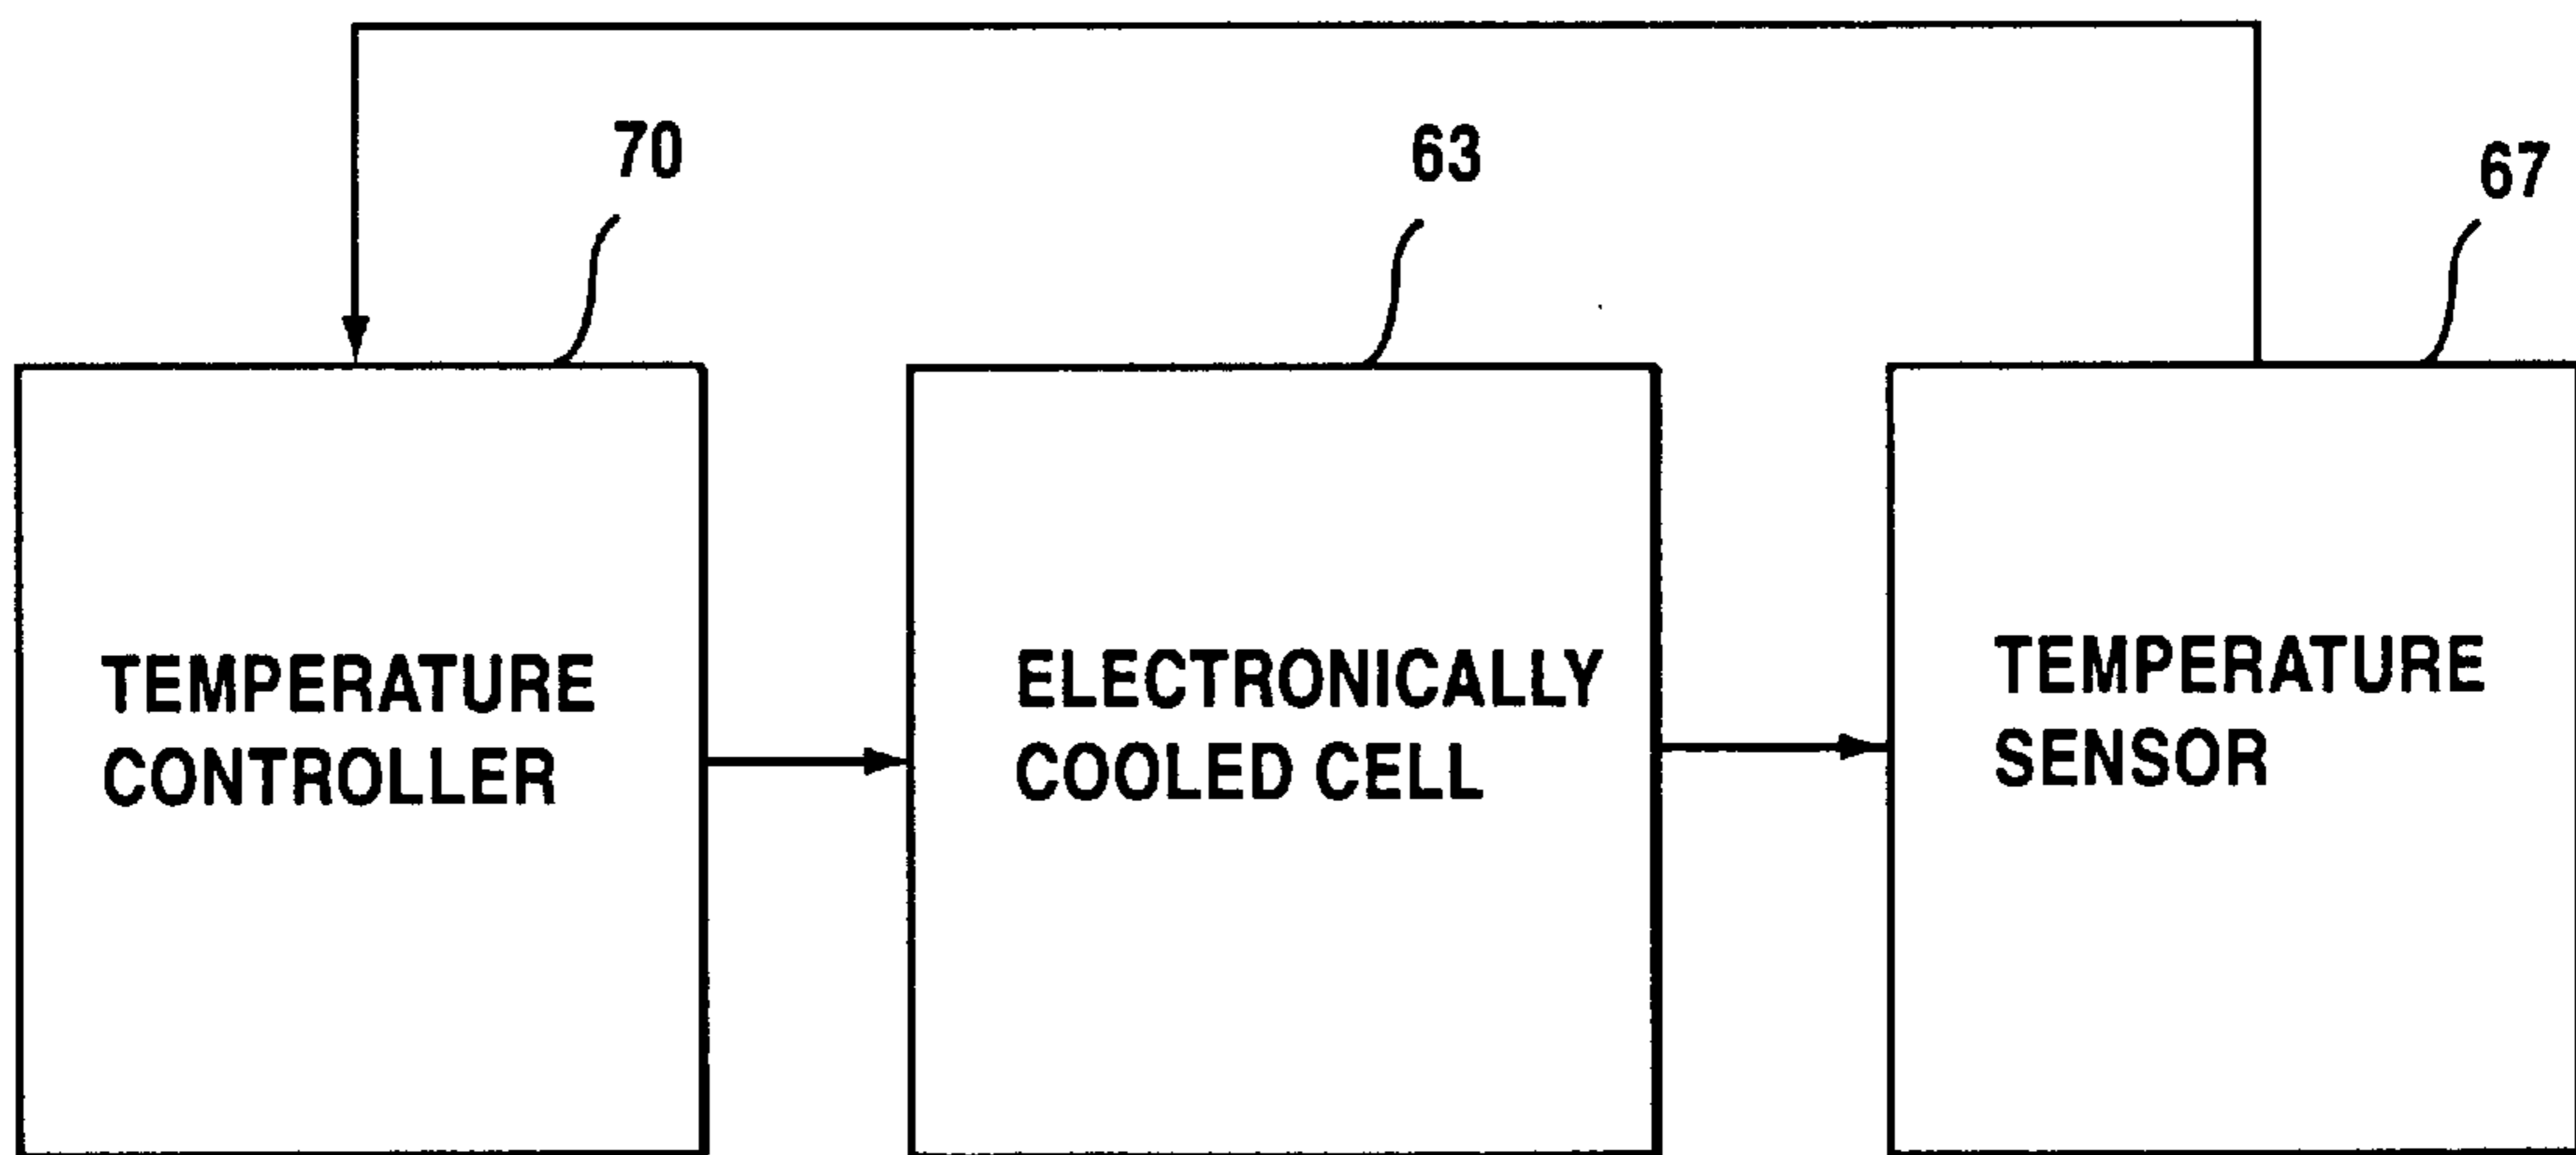 70
63
67
TEMPERATURE
CONTROLLER
ELECTRONICALLY
COOLED CELL
TEMPERATURE
SENSOR